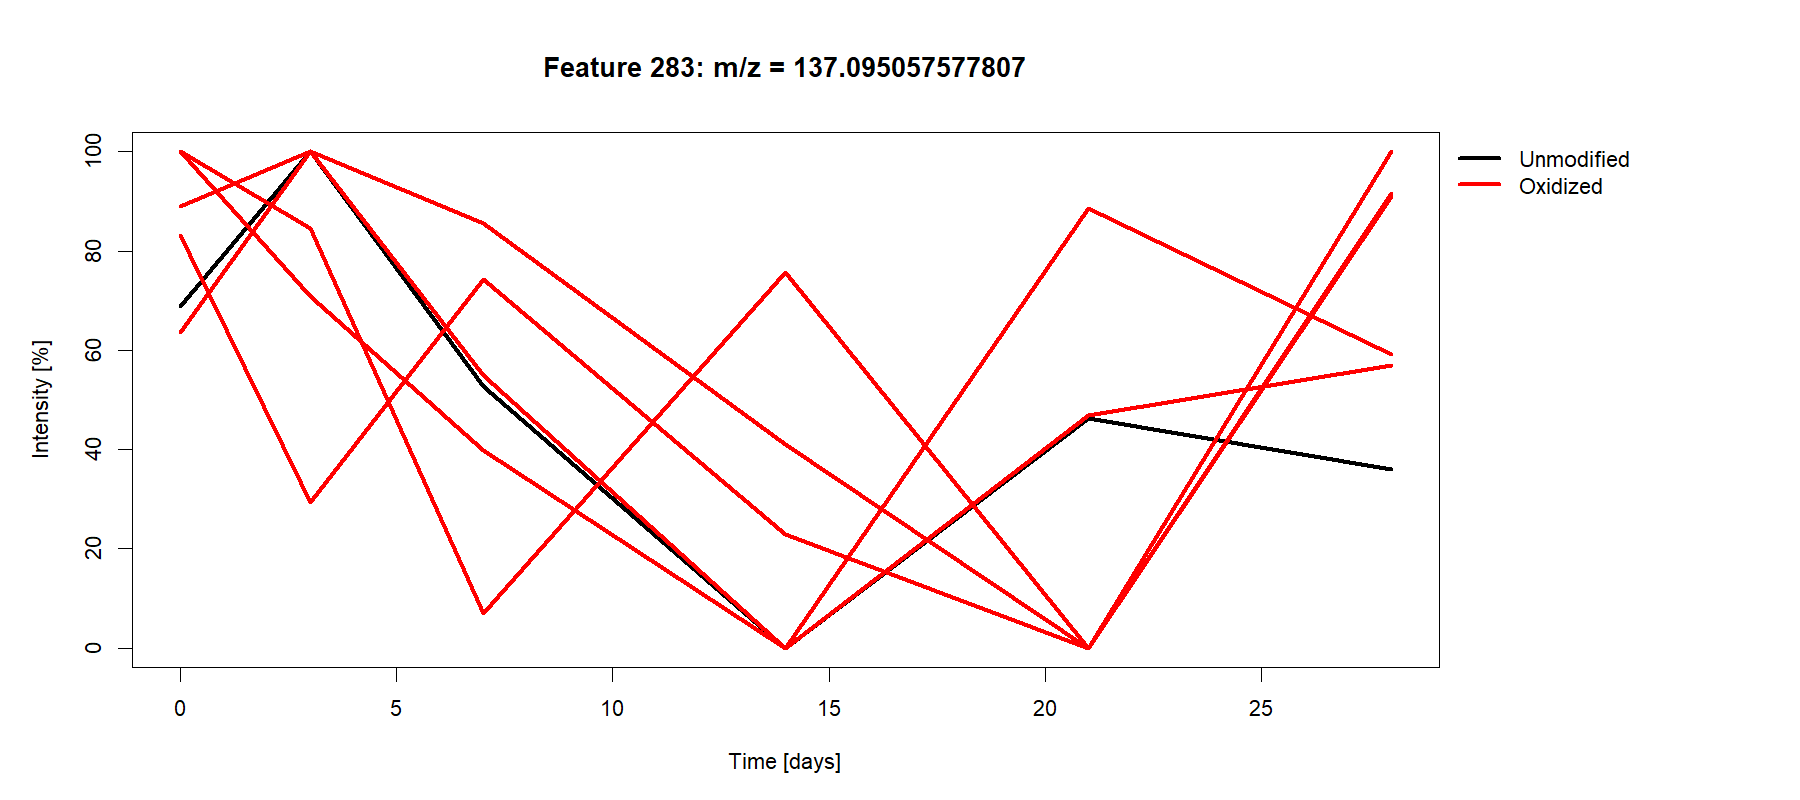 Feature 283: m/z = 137.095057577807
Unmodified
Oxidized
Intensity [%]
100
80
60
40
20
0
0 5 10 15 20 25
Time [days]